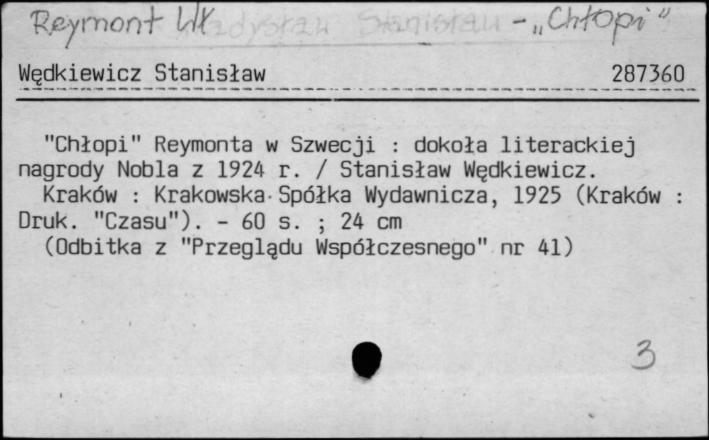 Reymont Władysław Stanisław - „Chłopi"
Wędkiewicz Stanisław 287360
"Chłopi" Reymonta w Szwecji : dokoła literackiej
nagrody Nobla z 1924 r. / Stanisław Wędkiewicz.
Kraków : Krakowska Spółka Wydawnicza, 1925 (Kraków :
Druk. "Czasu"). - 60 s. ; 24 cm
(Odbitka z "Przeglądu Współczesnego" nr 41)
3